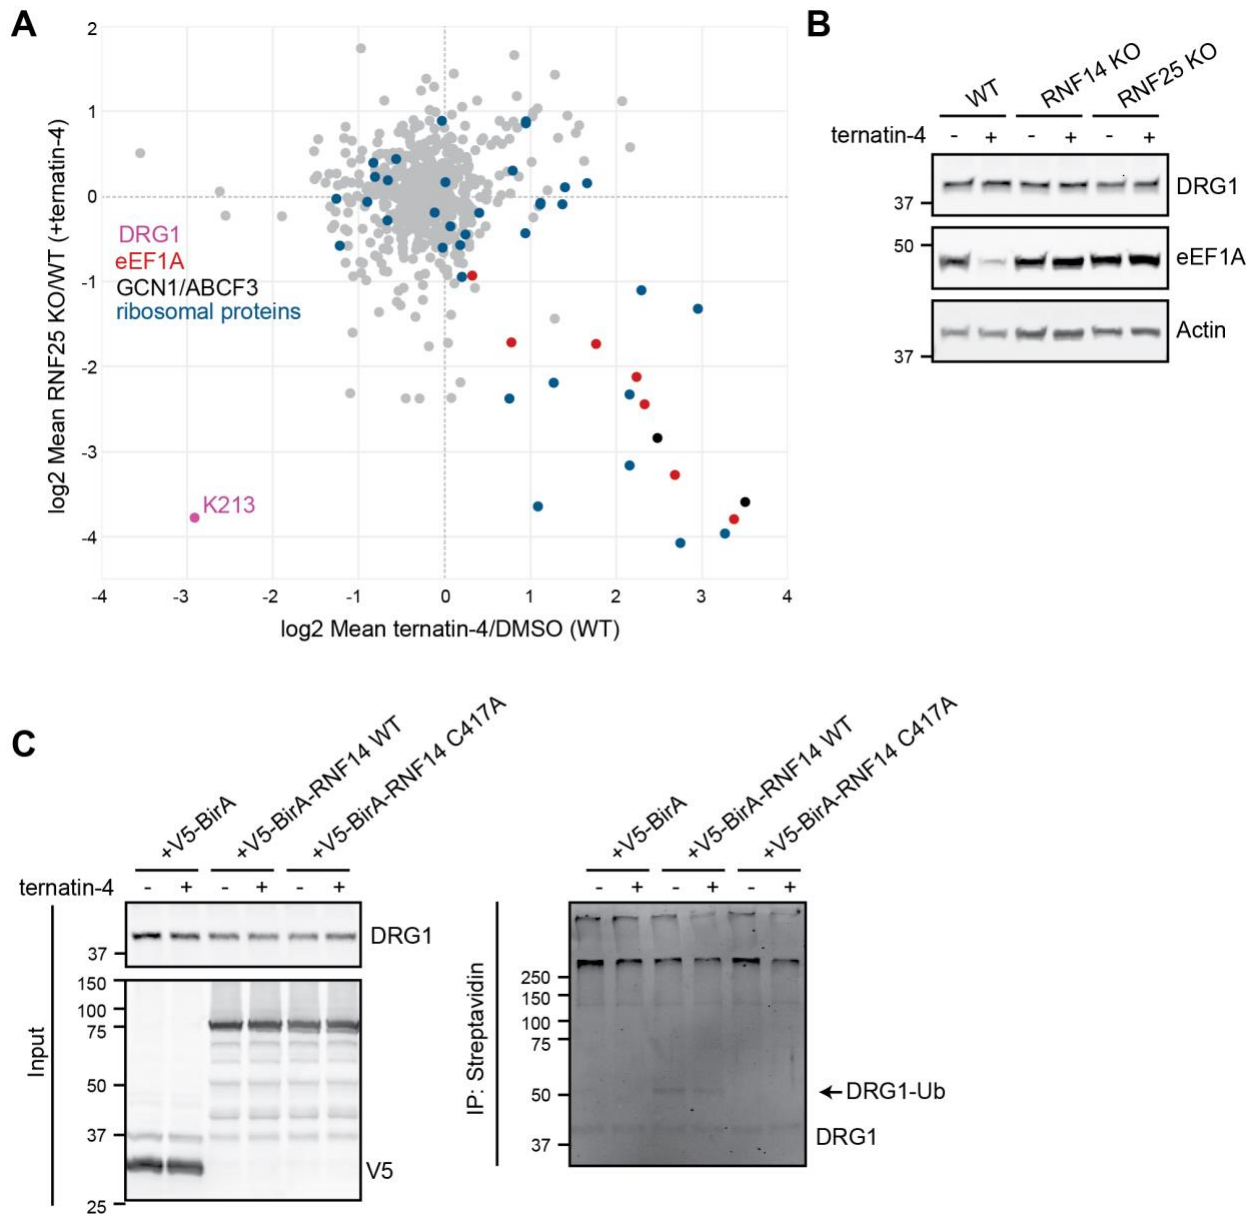 A
2
1
0
-1
-2
-3
-4
log2 Mean RNF25 KO/WT (+ternatin-4)
DRG1
eEF1A
GCN1/ABCF3
ribosomal proteins
K213
-4
-3
-2
-1
0
1
2
3
4
log2 Mean ternatin-4/DMSO (WT)
B
WT
RNF14 KO
RNF25 KO
ternatin-4
- + - + - +
37
DRG1
50
eEF1A
37
Actin
C
+V5-BirA
+V5-BirA-RNF14 WT
+V5-BirA-RNF14 C417A
ternatin-4
- + - + - +
Input
37
DRG1
150
100
75
50
37
25
V5
+V5-BirA
+V5-BirA-RNF14 WT
+V5-BirA-RNF14 C417A
- + - + - +
IP: Streptavidin
250
150
100
75
50
37
DRG1-Ub
DRG1